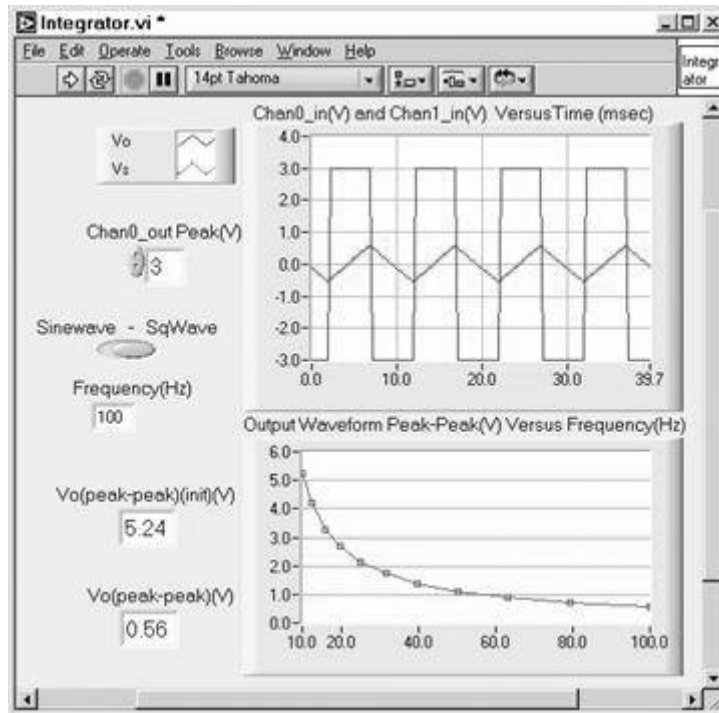 Integrator.vi *
File Edit Operate Tools Browse Window Help
14pt Tahoma
Integr
ator
Chan0_in(V) and Chan1_in(V) VersusTime (msec)
Vo
Vs
4.0
3.0
2.0
1.0
0.0
-1.0
-2.0
-3.0
0.0 10.0 20.0 30.0 39.7
Chan0_out Peak(V)
3
Sinewave - SqWave
Frequency(Hz)
100
Output Waveform Peak-Peak(V) Versus Frequency(Hz)
6.0
5.0
4.0
3.0
2.0
1.0
0.0
10.0 20.0 40.0 60.0 80.0 100.0
Vo(peak-peak)(init)(V)
5.24
Vo(peak-peak)(V)
0.56